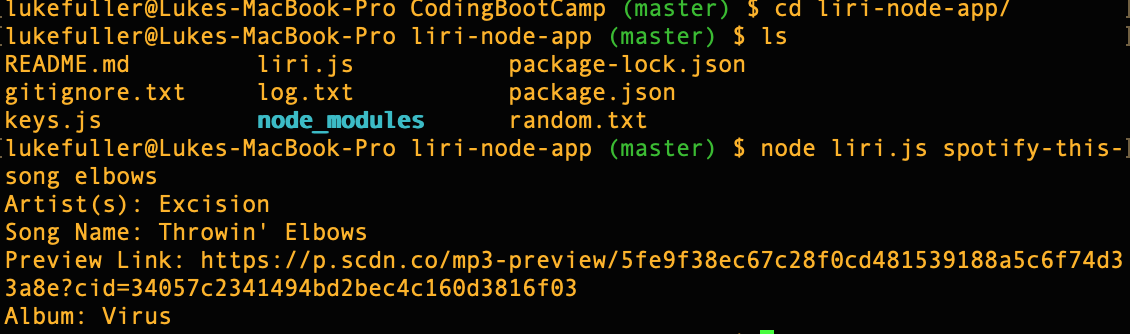 [lukefuller@Lukes-MacBook-Pro CodingBootCamp (master) $ cd liri-node-app/ ]
[lukefuller@Lukes-MacBook-Pro liri-node-app (master) $ ls ]
README.md liri.js package-lock.json
gitignore.txt log.txt package.json
keys.js node_modules random.txt
[lukefuller@Lukes-MacBook-Pro liri-node-app (master) $ node liri.js spotify-this-]
song elbows
Artist(s): Excision
Song Name: Throwin' Elbows
Preview Link: https://p.scdn.co/mp3-preview/5fe9f38ec67c28f0cd481539188a5c6f74d3
3a8e?cid=34057c2341494bd2bec4c160d3816f03
Album: Virus